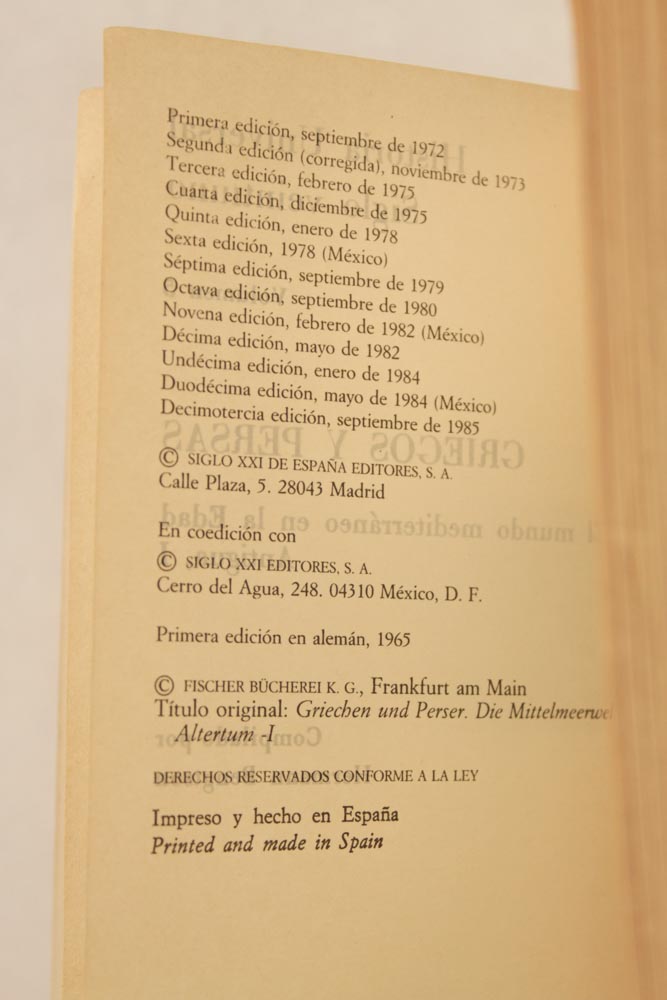 Primera edición, septiembre de 1972
Segunda edición (corregida), noviembre de 1973
Tercera edición, febrero de 1975
Cuarta edición, diciembre de 1975
Quinta edición, enero de 1978
Sexta edición, 1978 (México)
Séptima edición, septiembre de 1979
Octava edición, septiembre de 1980
Novena edición, febrero de 1982 (México)
Décima edición, mayo de 1982
Undécima edición, enero de 1984
Duodécima edición, mayo de 1984 (México)
Decimotercia edición, septiembre de 1985
© SIGLO XXI DE ESPAÑA EDITORES, S. A.
Calle Plaza, 5. 28043 Madrid
En coedición con
© SIGLO XXI EDITORES, S. A.
Cerro del Agua, 248. 04310 México, D. F.
Primera edición en alemán, 1965
© FISCHER BÜCHEREI K. G., Frankfurt am Main
Título original: Griechen und Perser. Die
Altertum -I
DERECHOS RESERVADOS CONFORME A LA LEY
Impreso y hecho en España
Printed and made in Spain